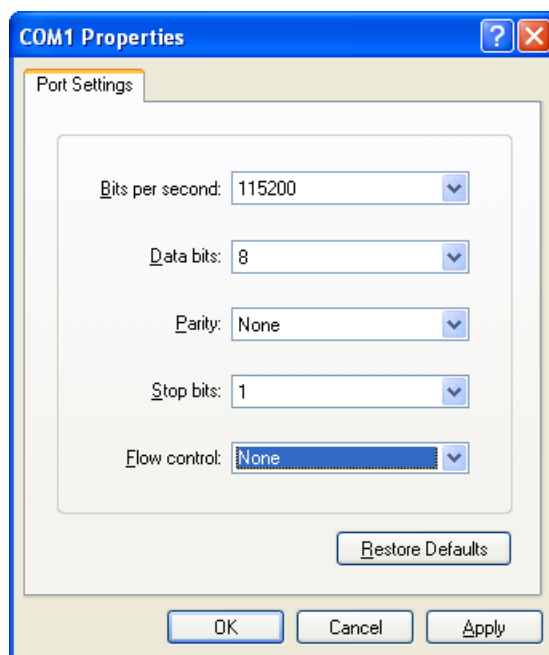 COM1 Properties
Port Settings
Bits per second: 115200
Data bits: 8
Parity: None
Stop bits: 1
Flow control: None
Restore Defaults
OK Cancel Apply